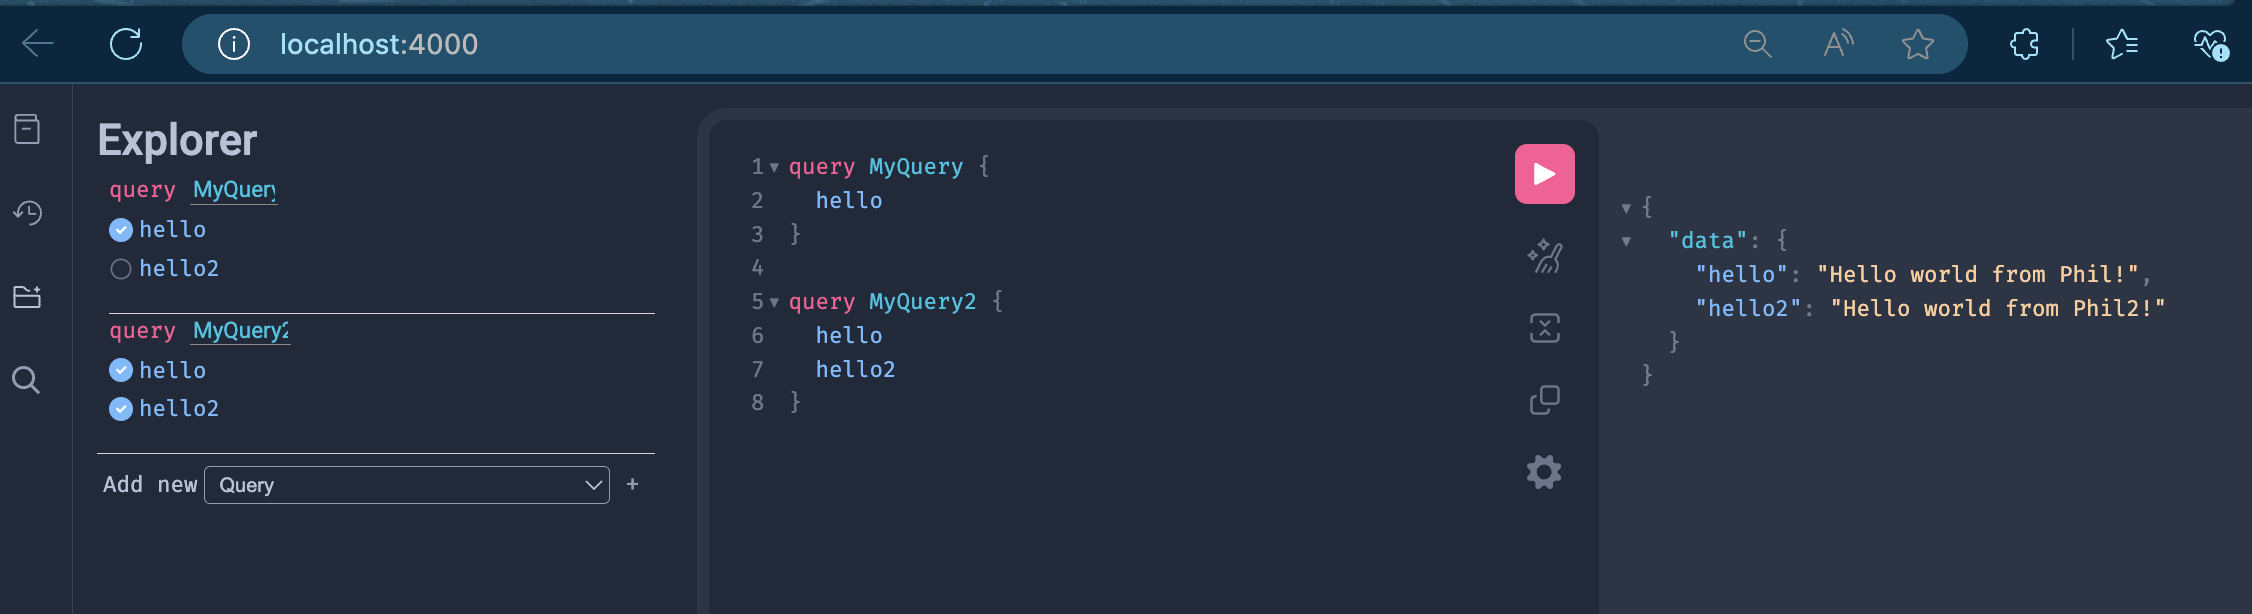 localhost:4000
Explorer
query MyQuery
hello
hello2
query MyQuery2
hello
hello2
Add new Query +
1 query MyQuery {
2 hello
3 }
4
5 query MyQuery2 {
6 hello
7 hello2
8 }
{
"data": {
"hello": "Hello world from Phil!",
"hello2": "Hello world from Phil2!"
}
}